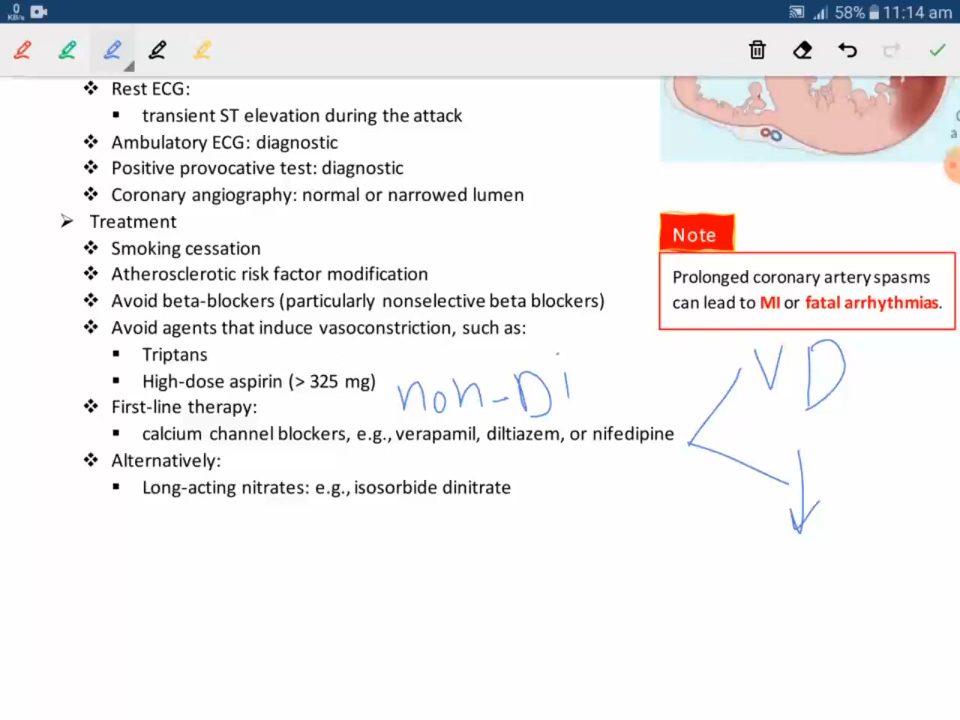 0
KB/s
58% 11:14 am
❖ Rest ECG:
▪ transient ST elevation during the attack
❖ Ambulatory ECG: diagnostic
❖ Positive provocative test: diagnostic
❖ Coronary angiography: normal or narrowed lumen
➢ Treatment
❖ Smoking cessation
❖ Atherosclerotic risk factor modification
❖ Avoid beta-blockers (particularly nonselective beta blockers)
❖ Avoid agents that induce vasoconstriction, such as:
▪ Triptans
▪ High-dose aspirin (> 325 mg)
non-Di
❖ First-line therapy:
▪ calcium channel blockers, e.g., verapamil, diltiazem, or nifedipine
❖ Alternatively:
▪ Long-acting nitrates: e.g., isosorbide dinitrate
Note
Prolonged coronary artery spasms
can lead to MI or fatal arrhythmias.
VD